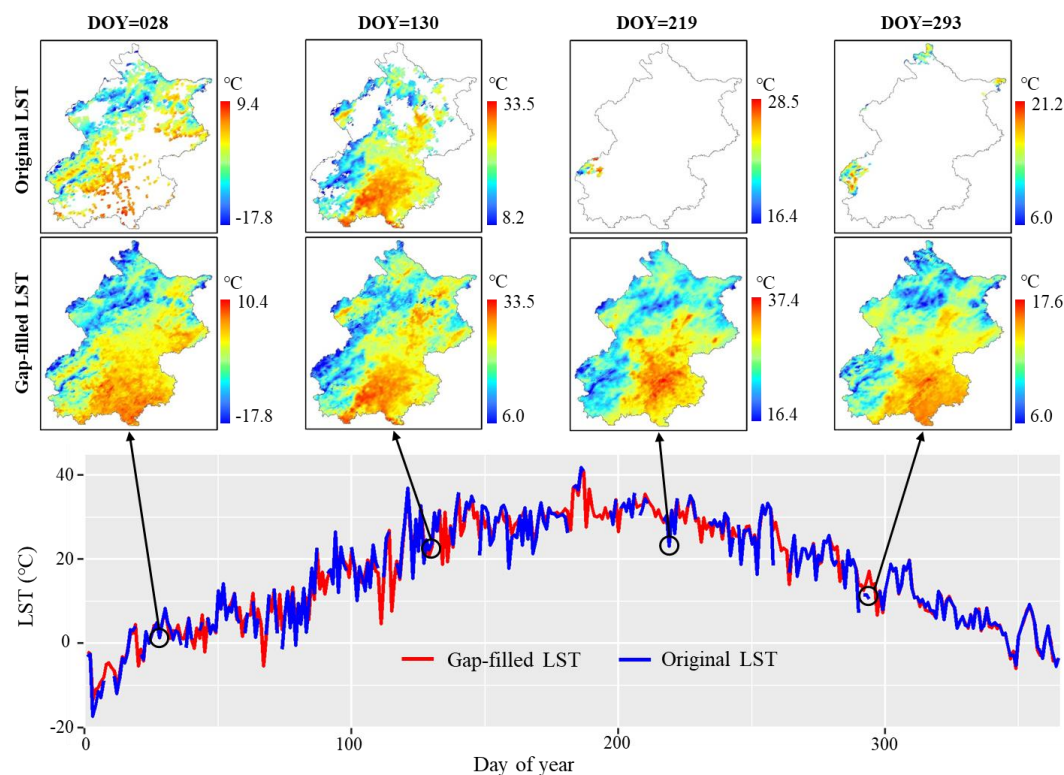 DOY=028 DOY=130 DOY=219 DOY=293
Original LST
°C 9.4 -17.8
°C 33.5 8.2
°C 28.5 16.4
°C 21.2 6.0
Gap-filled LST
°C 10.4 -17.8
°C 33.5 6.0
°C 37.4 16.4
°C 17.6 6.0
LST (°C)
40
20
0
-20
Gap-filled LST Original LST
0 100 200 300
Day of year